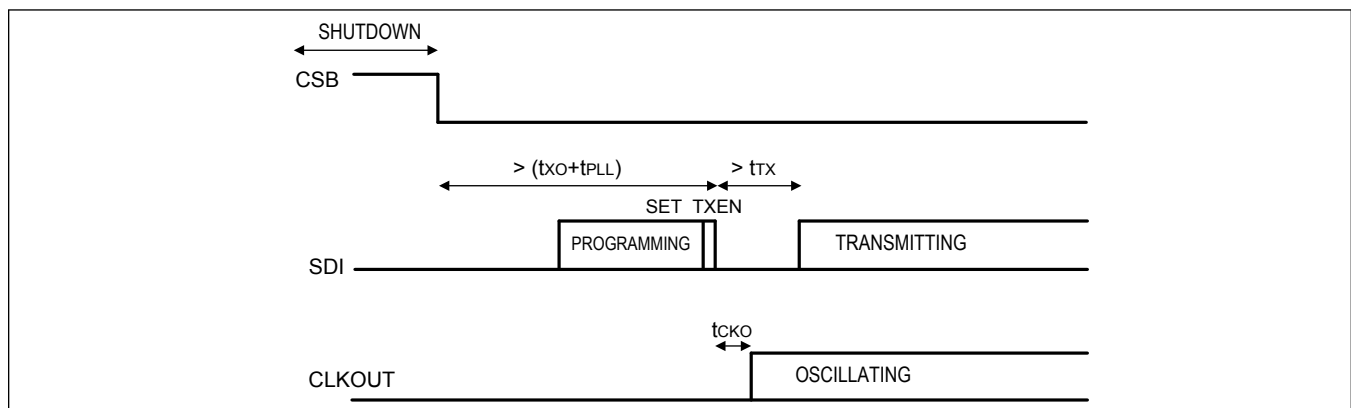 SHUTDOWN
CSB
> (tXO+tPLL)
> tTX
SET TXEN
PROGRAMMING
TRANSMITTING
SDI
tCKO
OSCILLATING
CLKOUT